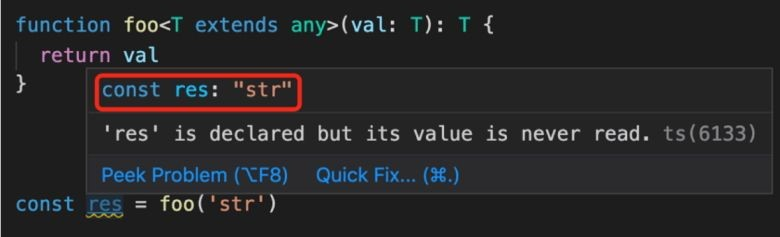 function foo<T extends any>(val: T): T {
return val
}
const res: "str"
'res' is declared but its value is never read. ts(6133)
Peek Problem (⌥F8) Quick Fix... (⌘.)
const res = foo('str')